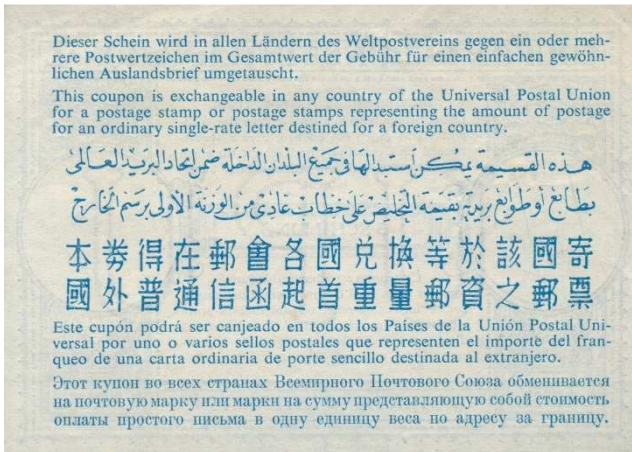 Dieser Schein wird in allen Ländern des Weltpostvereins gegen ein oder meh-
rere Postwertzeichen im Gesamtwert der Gebühr für einen einfachen gewöhn-
lichen Auslandsbrief umgetauscht.
This coupon is exchangeable in any country of the Universal Postal Union
for a postage stamp or postage stamps representing the amount of postage
for an ordinary single-rate letter destined for a foreign country.
هذه القسيمة يمكن استبدالها في جميع البلدان الداخلة ضمن اتحاد البريد العالمى
بطابع أو طوابع بريدية بقيمة التخليص على خطاب عادى من الوزنة الأولى برسم الخارج
本劵得在郵會各國兌換等於該國寄
國外普通信函起首重量郵資之郵票
Este cupón podrá ser canjeado en todos los Países de la Unión Postal Uni-
versal por uno o varios sellos postales que representen el importe del fran-
queo de una carta ordinaria de porte sencillo destinada al extranjero.
Этот купон во всех странах Всемирного Почтового Союза обменивается
на почтовую марку или марки на сумму представляющую собой стоимость
оплаты простого письма в одну единицу веса по адресу за границу.